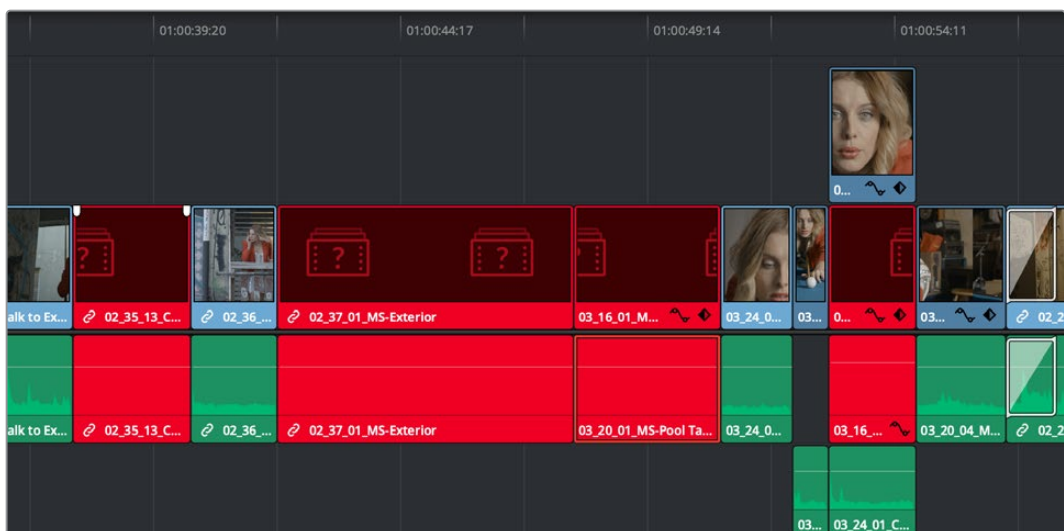 01:00:39:20
01:00:44:17
01:00:49:14
01:00:54:11
0...
? ? ? ? ?
alk to Ex...
02_35_13_C...
02_36_...
02_37_01_MS-Exterior
03_16_01_M...
03_24_0...
03...
0...
03...
02_2
alk to Ex...
02_35_13_C...
02_36_...
02_37_01_MS-Exterior
03_20_01_MS-Pool Ta...
03_24_0...
03_16_...
03_20_04_M...
02_2
03...
03_24_01_C...